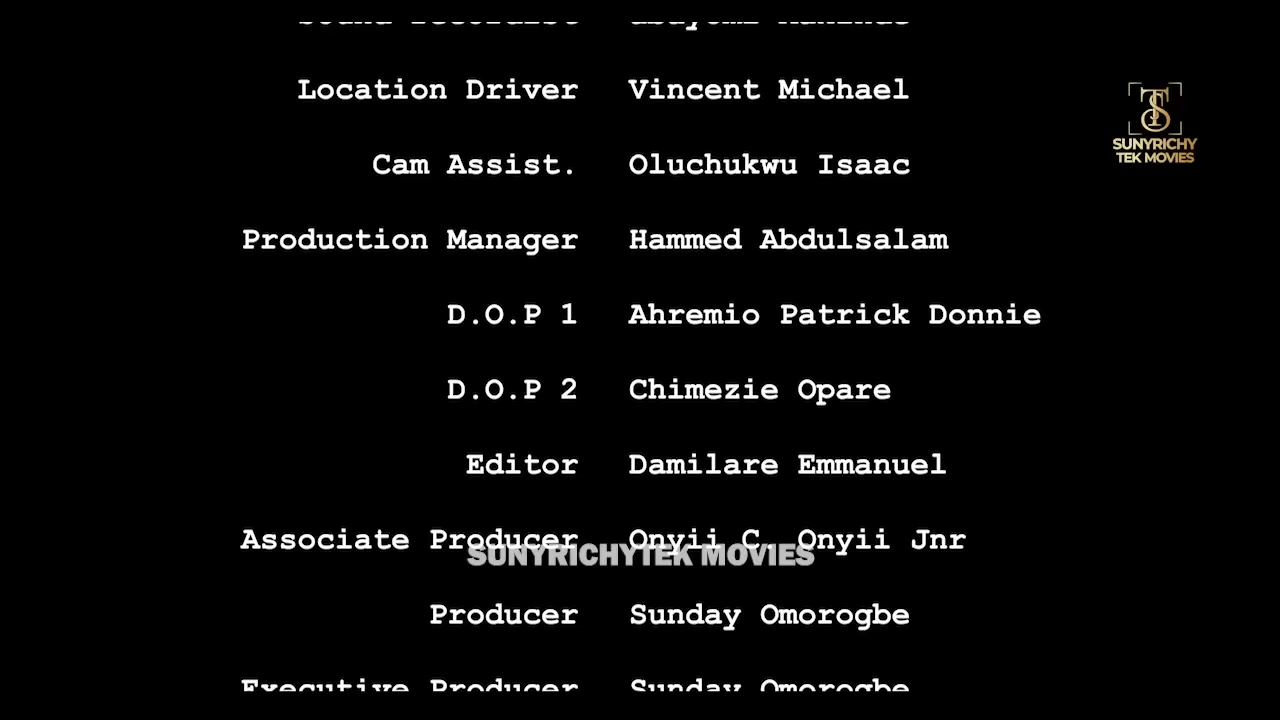 Sound Recordist
Location Driver Vincent Michael
SUNYRICHY
TEK MOVIES
Cam Assist. Oluchukwu Isaac
Production Manager Hammed Abdulsalam
D.O.P 1 Ahremio Patrick Donnie
D.O.P 2 Chimezie Opare
Editor Damilare Emmanuel
Associate Producer Onyii C. Onyii Jnr
SUNYRICHYTEK MOVIES
Producer Sunday Omorogbe
Executive Producer Sunday Omorogbe